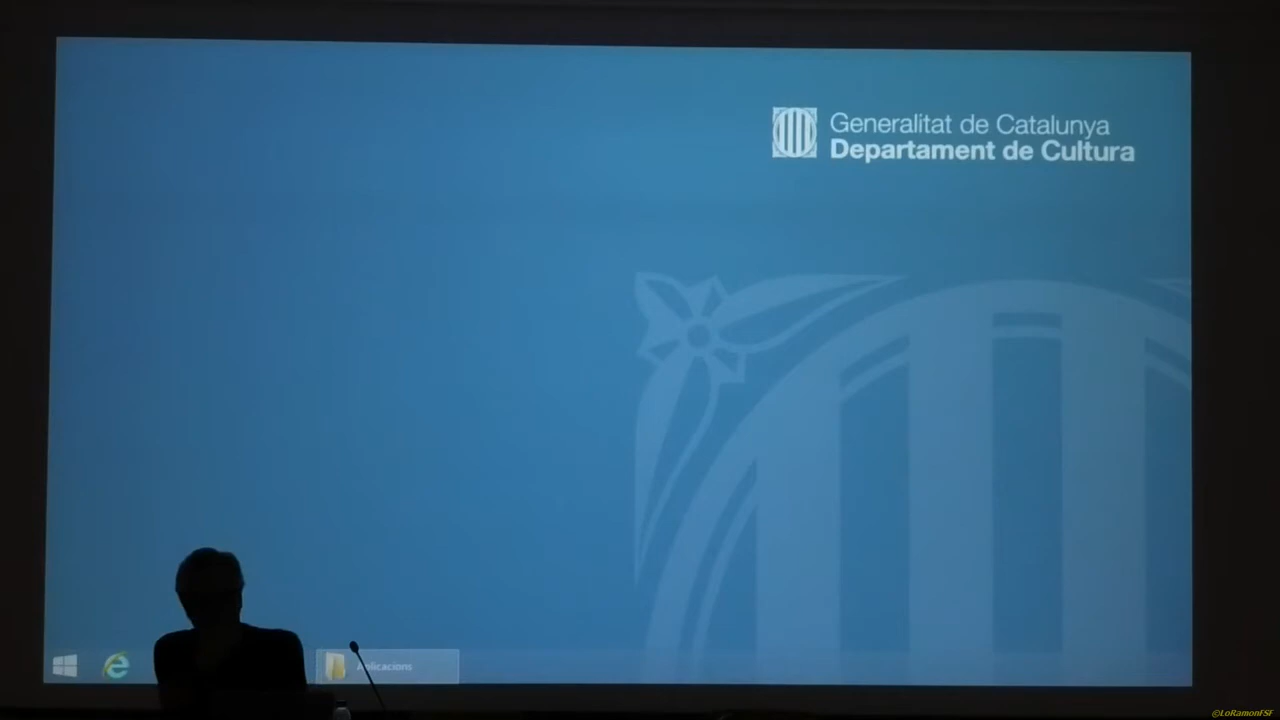 Generalitat de Catalunya
Departament de Cultura
Aplicacions
@LoRamonFSF